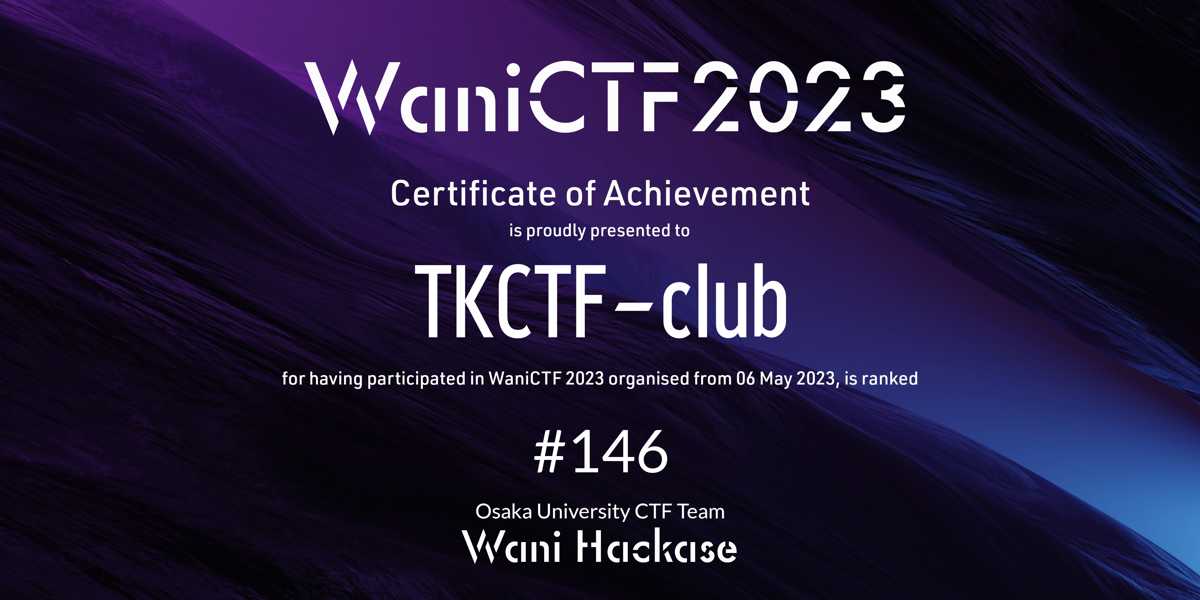 WaniCTF2023
Certificate of Achievement
is proudly presented to
TKCTF-club
for having participated in WaniCTF 2023 organised from 06 May 2023, is ranked
#146
Osaka University CTF Team
Wani Hackase